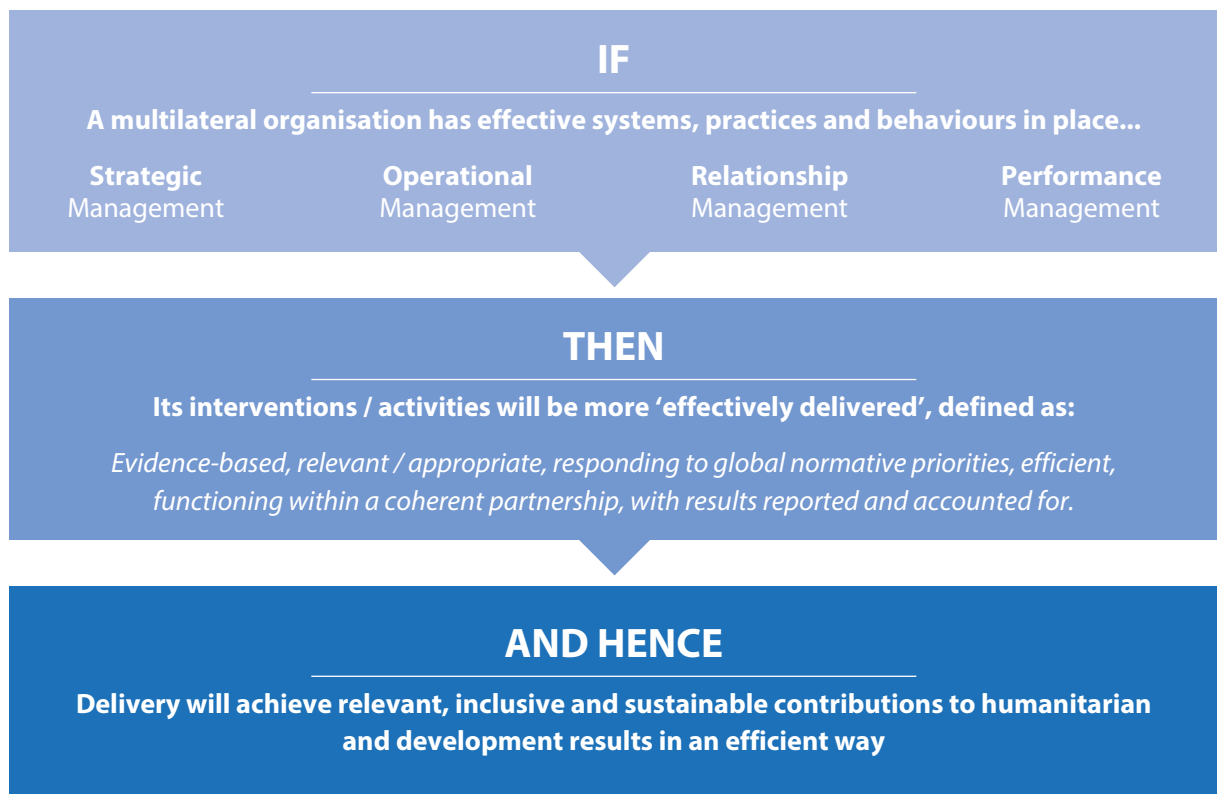 IF
A multilateral organisation has effective systems, practices and behaviours in place...
Strategic
Management
Operational
Management
Relationship
Management
Performance
Management
THEN
Its interventions / activities will be more ‘effectively delivered’, defined as:
Evidence-based, relevant / appropriate, responding to global normative priorities, efficient,
functioning within a coherent partnership, with results reported and accounted for.
AND HENCE
Delivery will achieve relevant, inclusive and sustainable contributions to humanitarian
and development results in an efficient way